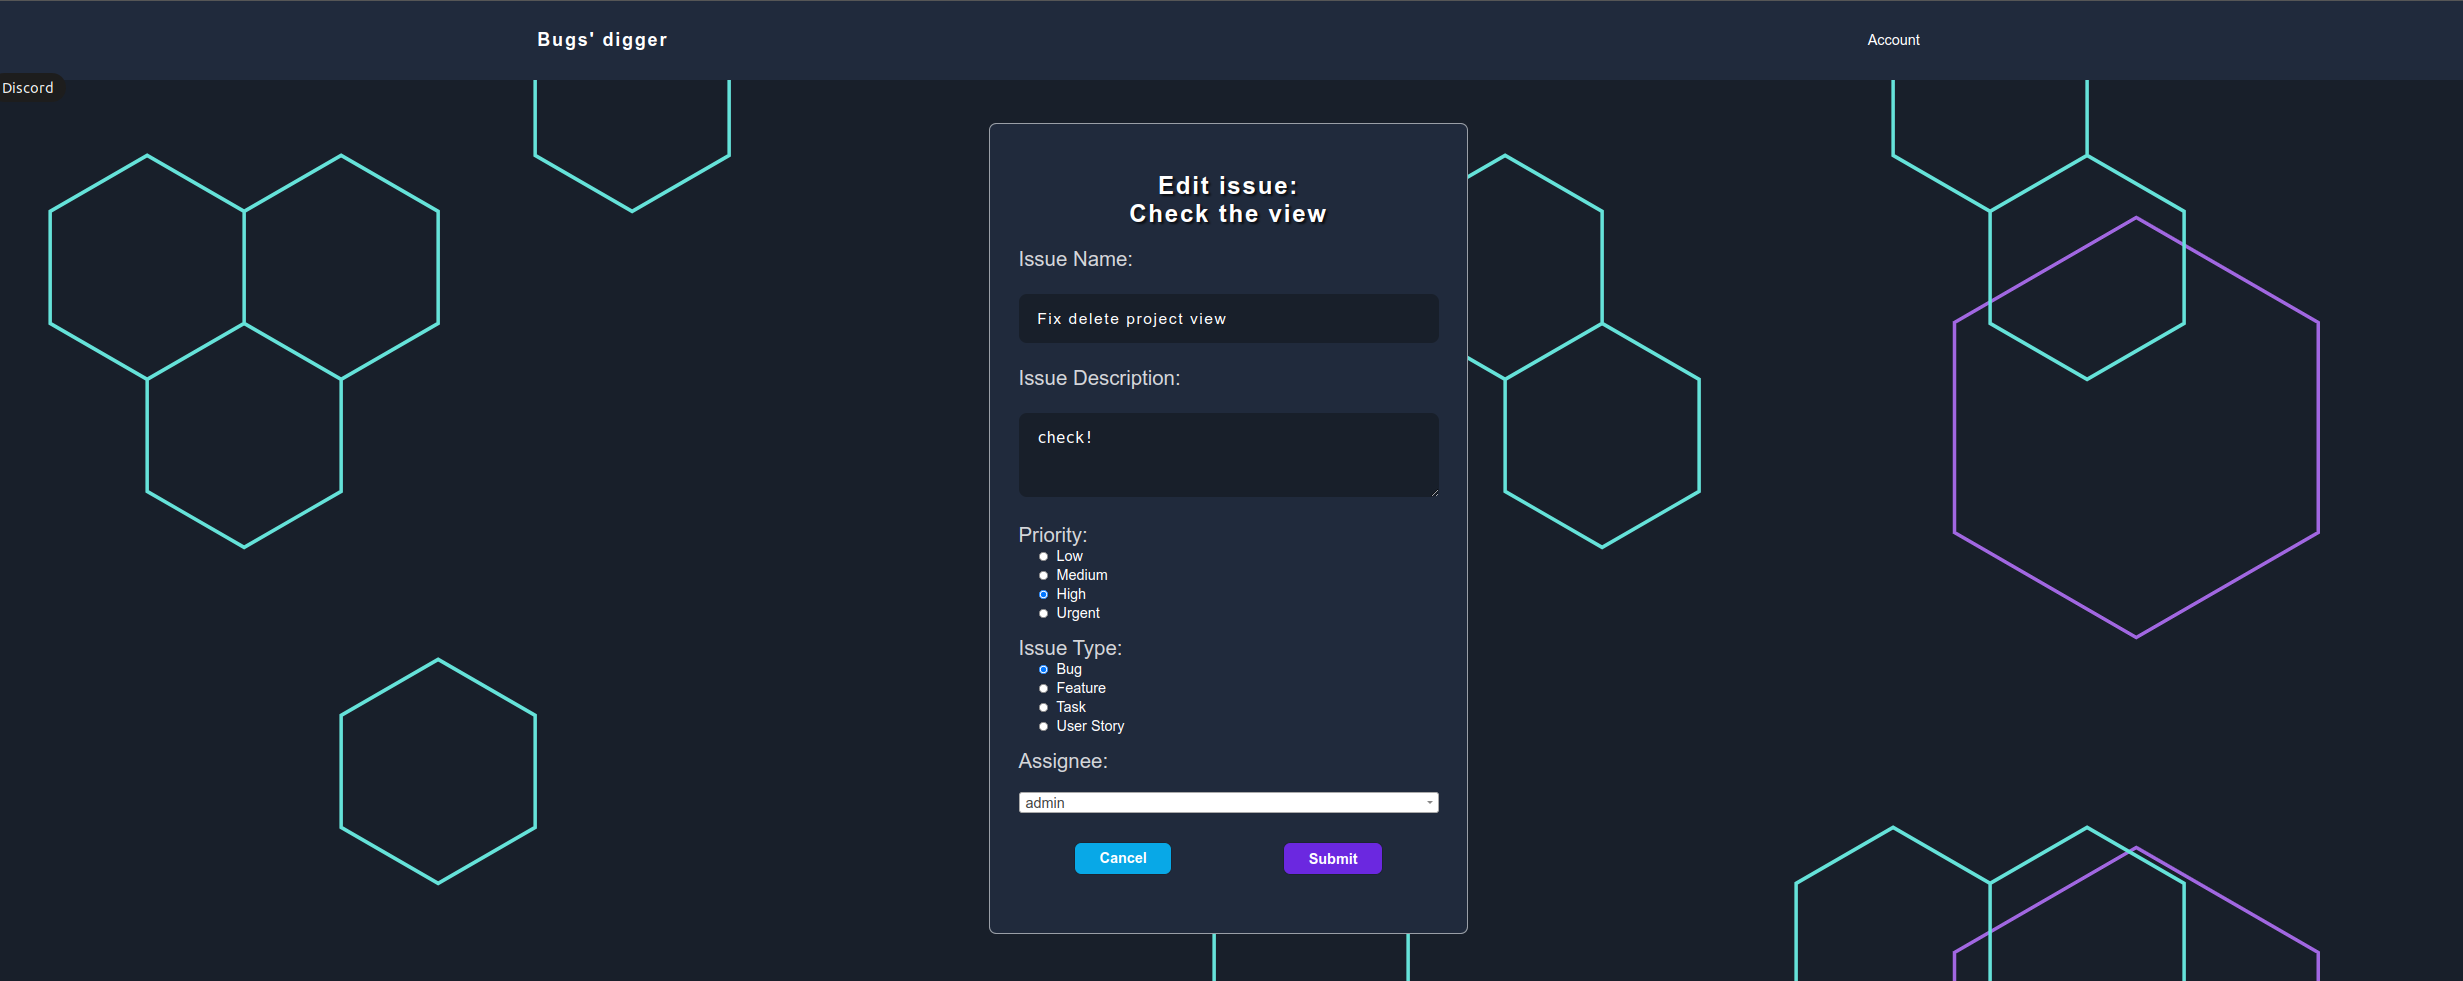 Bugs' digger
Account
Discord
Edit issue:
Check the view
Issue Name:
Fix delete project view
Issue Description:
check!
Priority:
Low
Medium
High
Urgent
Issue Type:
Bug
Feature
Task
User Story
Assignee:
admin
Cancel
Submit